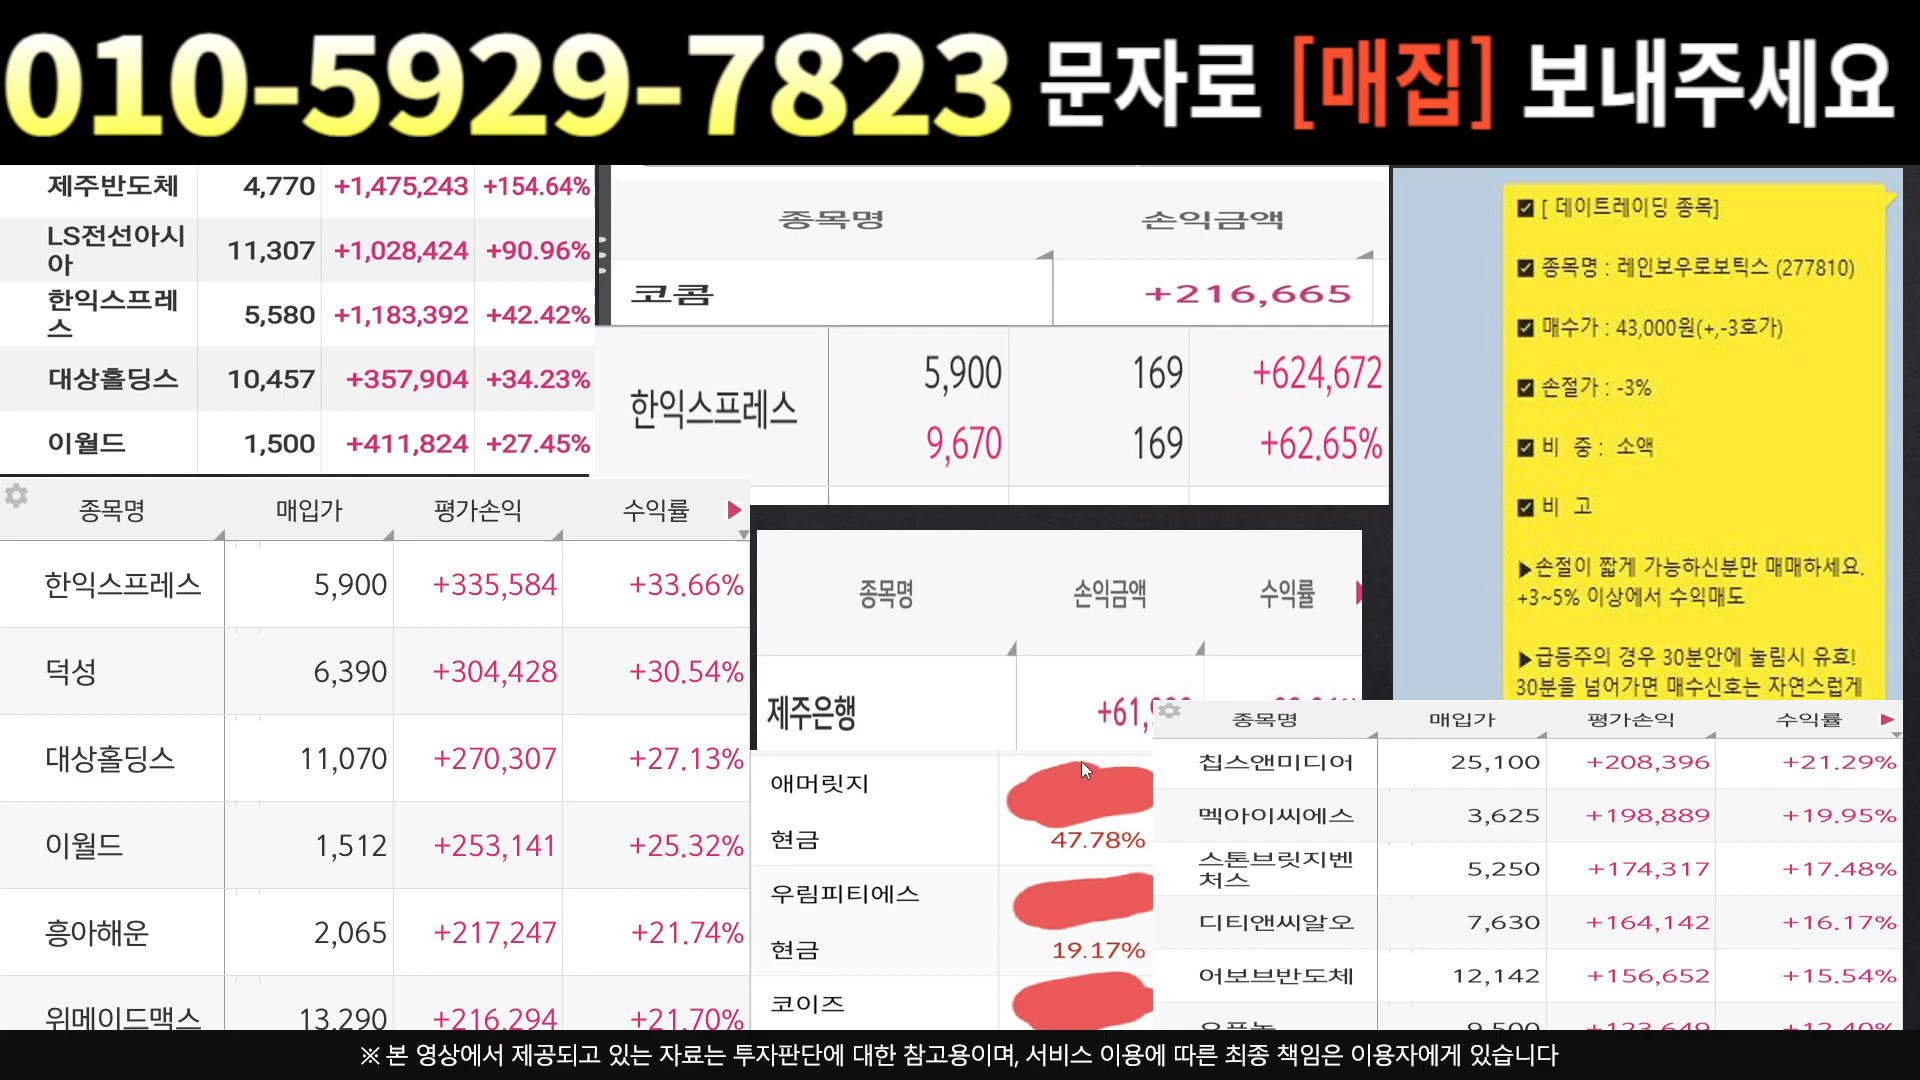 010-5929-7823 문자로 [매집] 보내주세요
제주반도체 4,770 +1,475,243 +154.64%
LS전선아시
아 11,307 +1,028,424 +90.96%
한익스프레
스 5,580 +1,183,392 +42.42%
대상홀딩스 10,457 +357,904 +34.23%
이월드 1,500 +411,824 +27.45%
종목명 손익금액
코콤 +216,665
한익스프레스
5,900 169 +624,672
9,670 169 +62.65%
☑ [ 데이트레이딩 종목]
☑ 종목명 : 레인보우로보틱스 (277810)
☑ 매수가 : 43,000원(+,-3호가)
☑ 손절가 : -3%
☑ 비 중 : 소액
☑ 비 고
▶손절이 짧게 가능하신분만 매매하세요.
+3~5% 이상에서 수익매도
▶급등주의 경우 30분안에 눌림시 유효!
30분을 넘어가면 매수신호는 자연스럽게
종목명 매입가 평가손익 수익률
한익스프레스 5,900 +335,584 +33.66%
덕성 6,390 +304,428 +30.54%
대상홀딩스 11,070 +270,307 +27.13%
이월드 1,512 +253,141 +25.32%
흥아해운 2,065 +217,247 +21.74%
위메이드맥스 13,290 +216,294 +21.70%
종목명 손익금액 수익률
제주은행
애머릿지
현금 47.78%
우림피티에스
현금 19.17%
코이즈
종목명 매입가 평가손익 수익률
칩스앤미디어 25,100 +208,396 +21.29%
멕아이씨에스 3,625 +198,889 +19.95%
스톤브릿지벤
처스 5,250 +174,317 +17.48%
디티앤씨알오 7,630 +164,142 +16.17%
어보브반도체 12,142 +156,652 +15.54%
※ 본 영상에서 제공되고 있는 자료는 투자판단에 대한 참고용이며, 서비스 이용에 따른 최종 책임은 이용자에게 있습니다